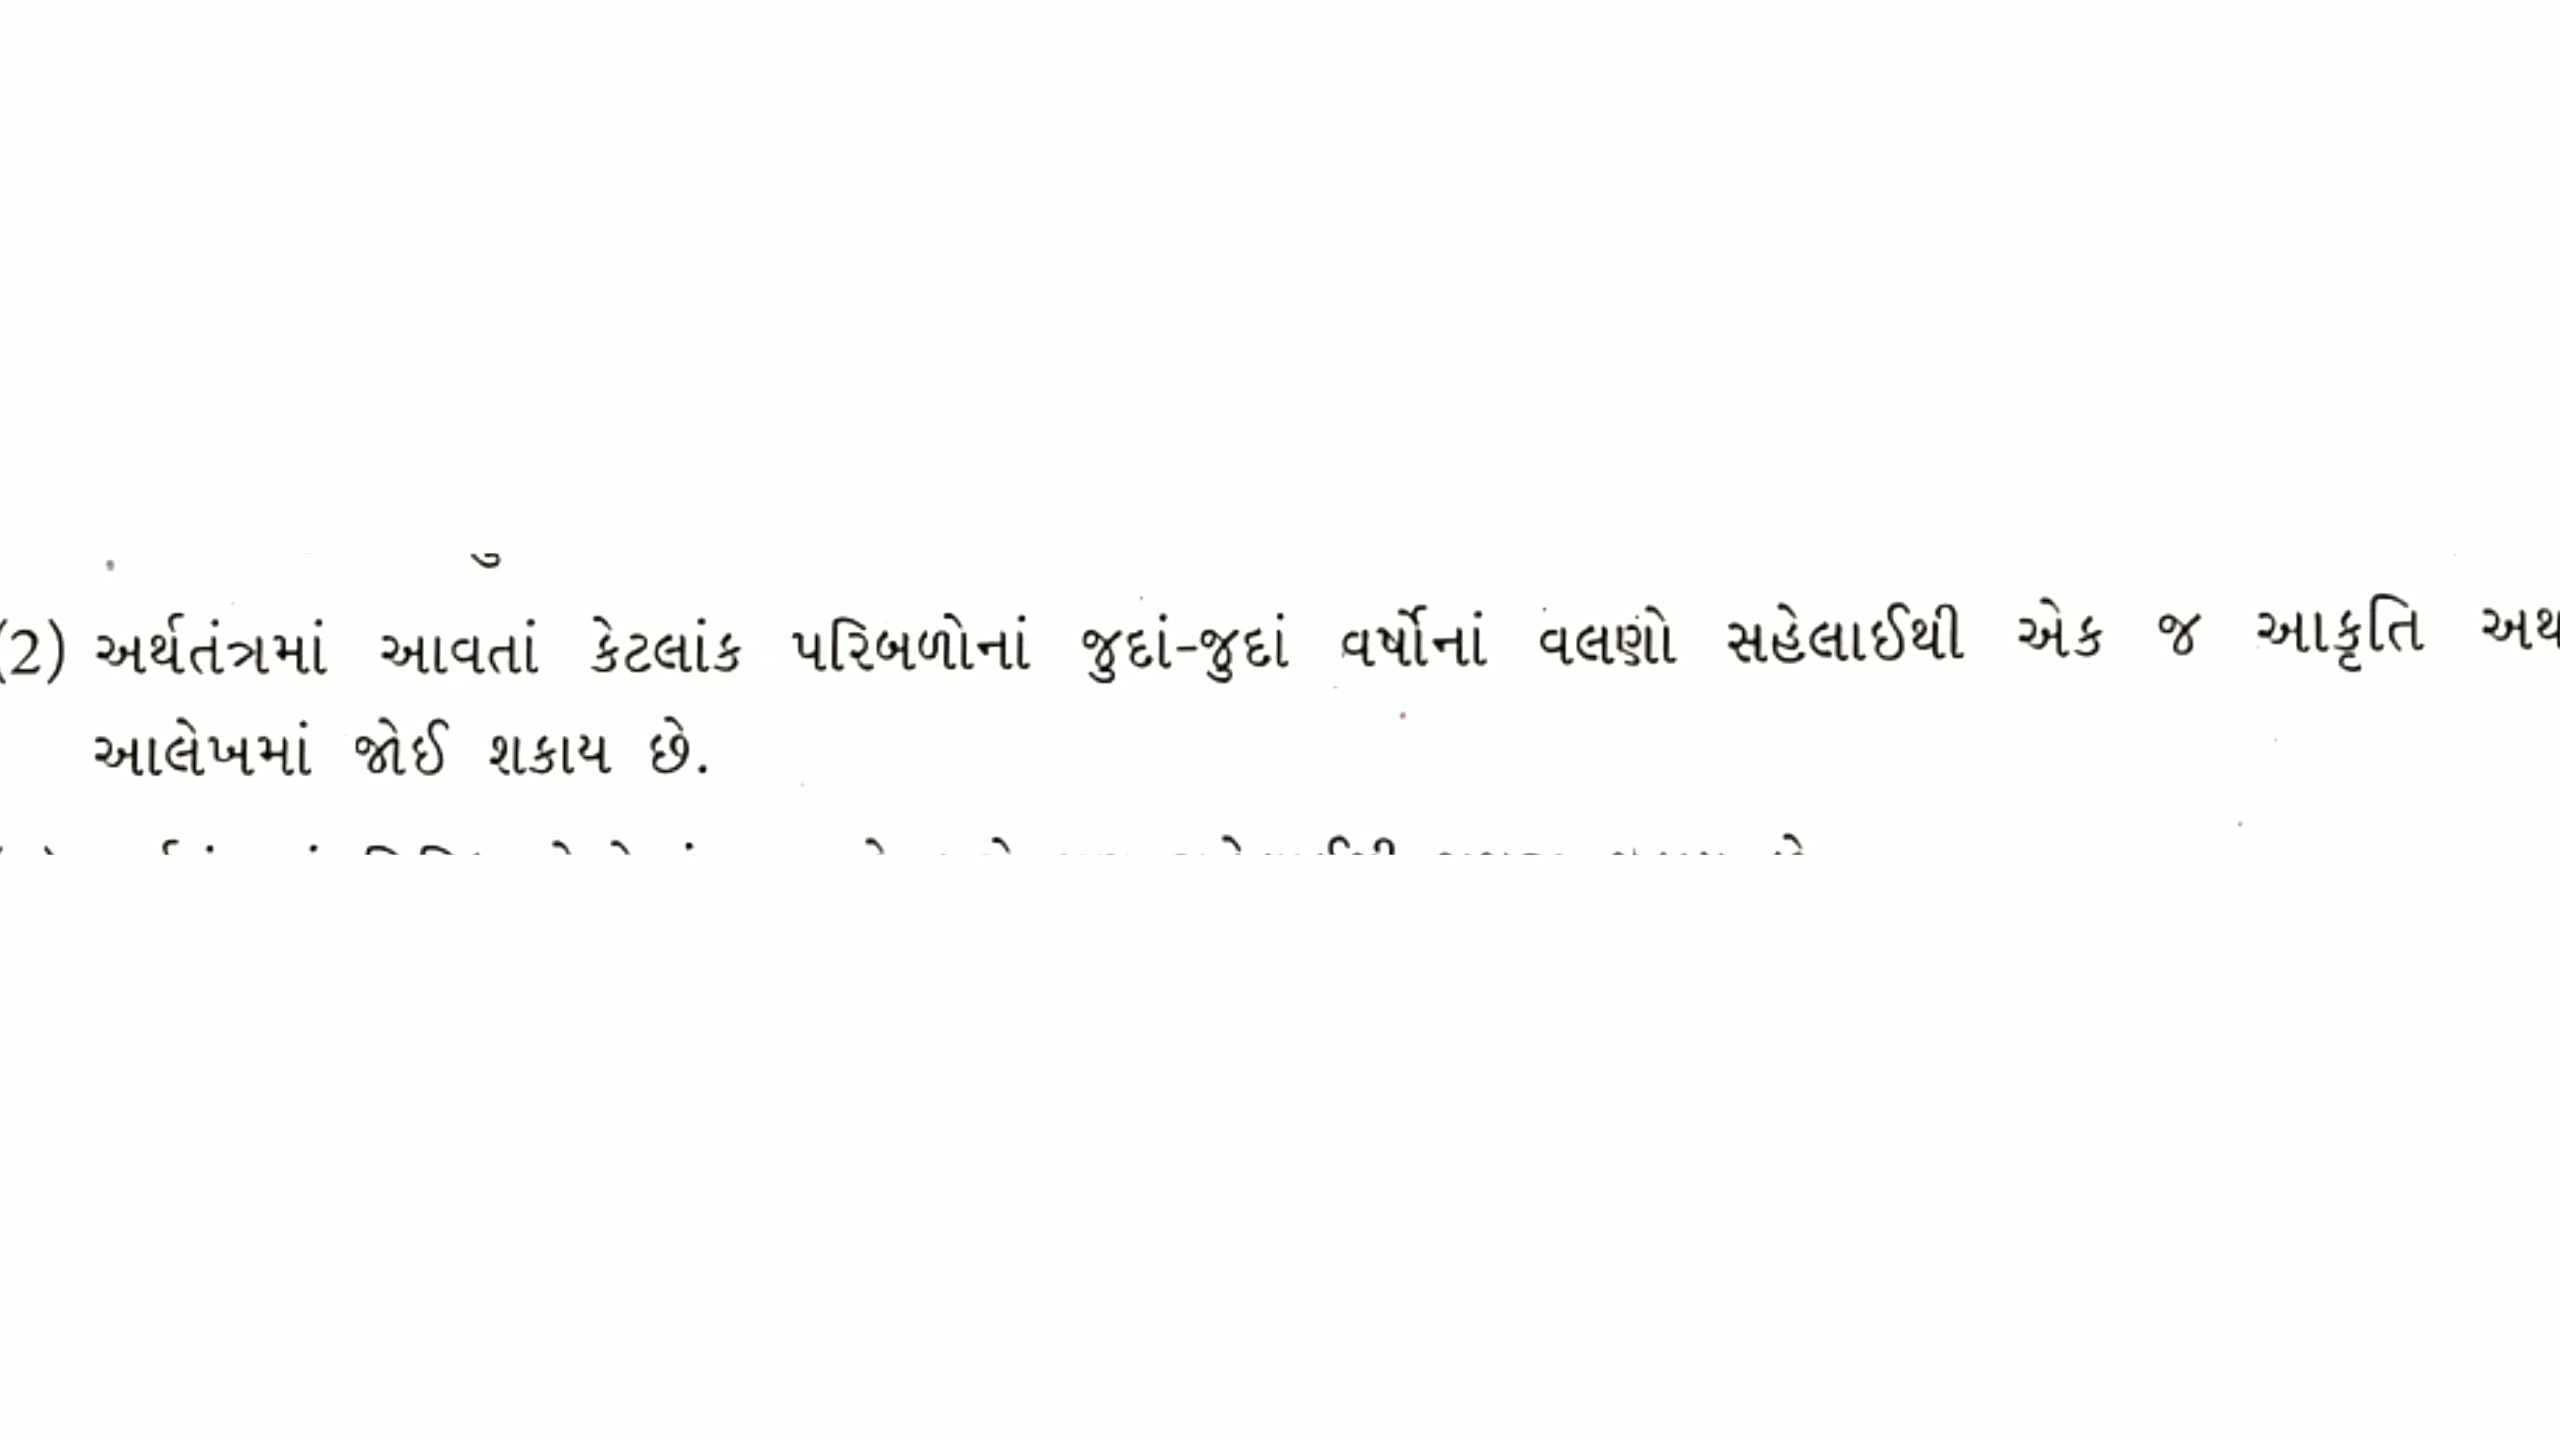 (2) અર્થતંત્રમાં આવતાં કેટલાંક પરિબળોનાં જુદાં-જુદાં વર્ષોનાં વલણો સહેલાઈથી એક જ આકૃતિ
આલેખમાં જોઈ શકાય છે.